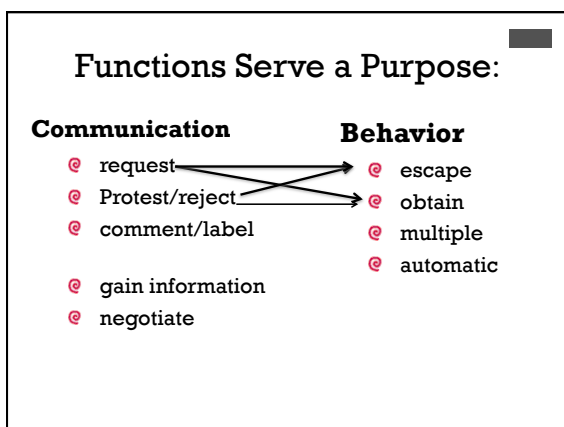 Functions Serve a Purpose:
Communication
request
Protest/reject
comment/label
gain information
negotiate
Behavior
escape
obtain
multiple
automatic